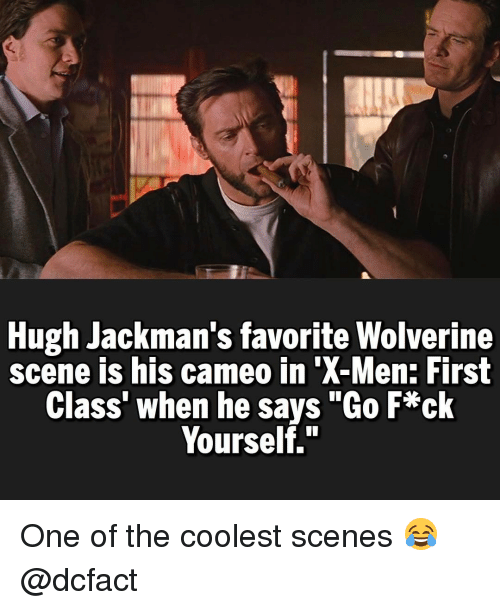 Hugh Jackman's favorite Wolverine
scene is his cameo in 'X-Men: First
Class' when he says "Go F*ck
Yourself."
One of the coolest scenes 😂
@dcfact